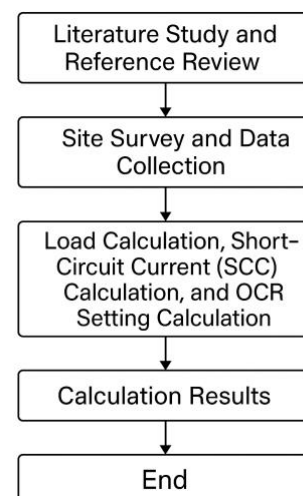 Literature Study and
Reference Review
Site Survey and Data
Collection
Load Calculation, Short-
Circuit Current (SCC)
Calculation, and OCR
Setting Calculation
Calculation Results
End